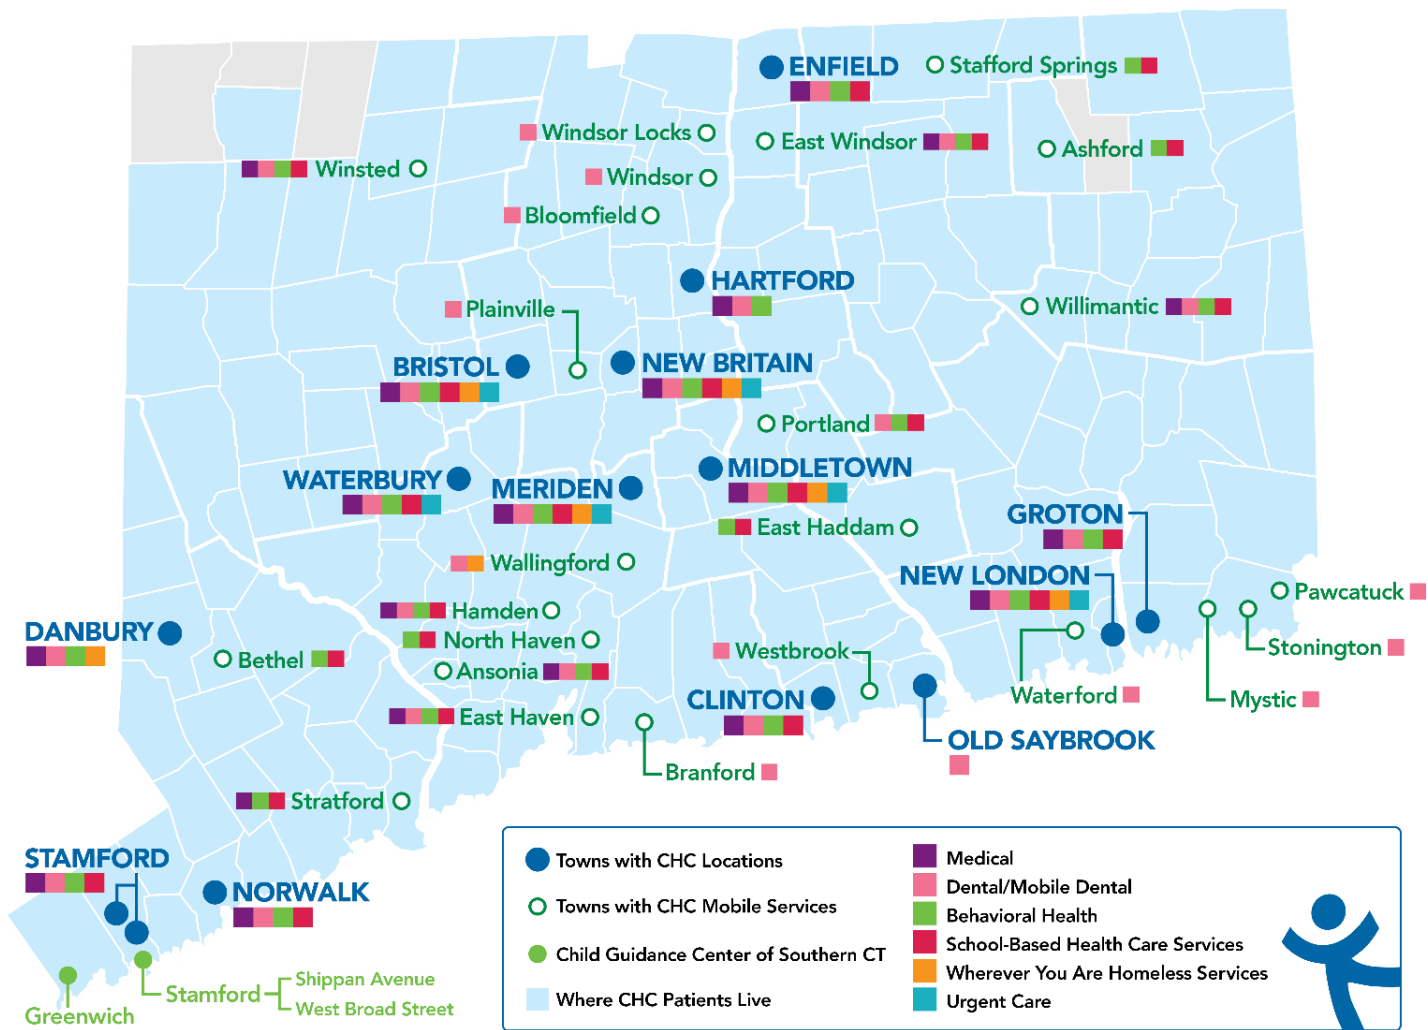 ENFIELD
Stafford Springs
Windsor Locks
East Windsor
Ashford
Winsted
Windsor
Bloomfield
HARTFORD
Plainville
Willimantic
BRISTOL
NEW BRITAIN
Portland
WATERBURY
MERIDEN
MIDDLETOWN
GROTON
East Haddam
Wallingford
NEW LONDON
Pawcatuck
Hamden
DANBURY
North Haven
Bethel
Ansonia
Westbrook
Stonington
CLINTON
Waterford
Mystic
East Haven
OLD SAYBROOK
Branford
Stratford
STAMFORD
NORWALK
Shippan Avenue
Stamford
West Broad Street
Greenwich
Towns with CHC Locations
Towns with CHC Mobile Services
Child Guidance Center of Southern CT
Where CHC Patients Live
Medical
Dental/Mobile Dental
Behavioral Health
School-Based Health Care Services
Wherever You Are Homeless Services
Urgent Care